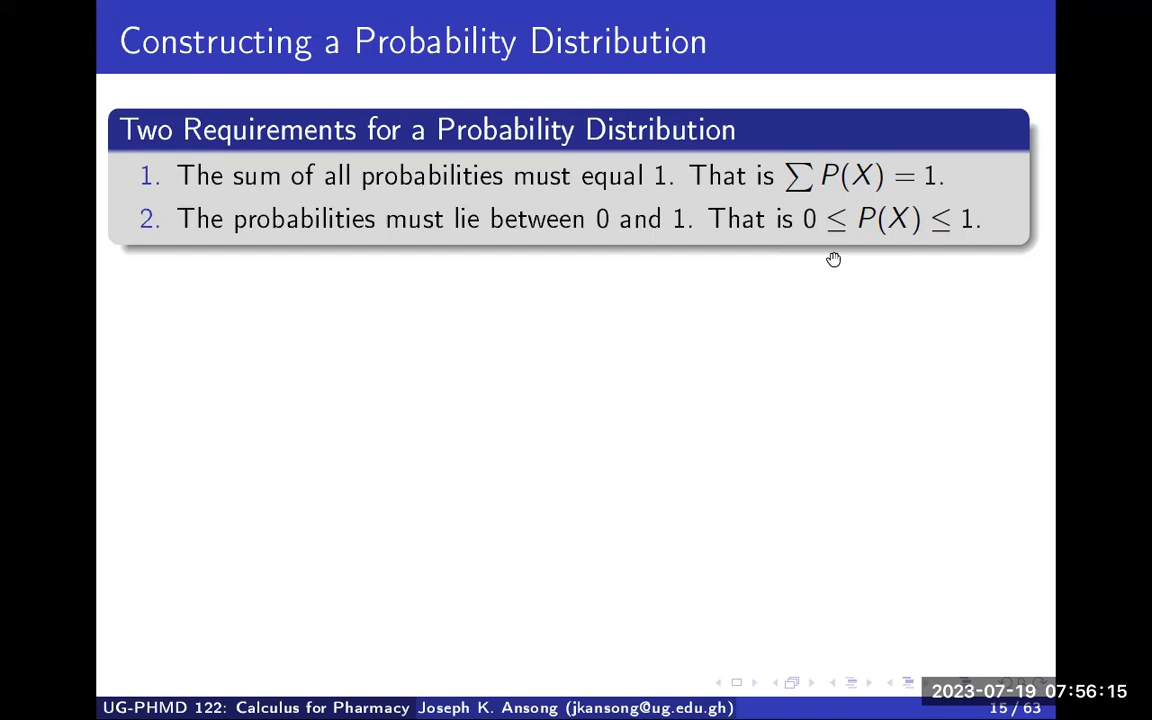 Constructing a Probability Distribution
Two Requirements for a Probability Distribution
1. The sum of all probabilities must equal 1. That is ∑ P(X) = 1.
2. The probabilities must lie between 0 and 1. That is 0 ≤ P(X) ≤ 1.
2023-07-19 07:56:15
UG-PHMD 122: Calculus for Pharmacy Joseph K. Ansong (jkansong@ug.edu.gh) 15 / 63